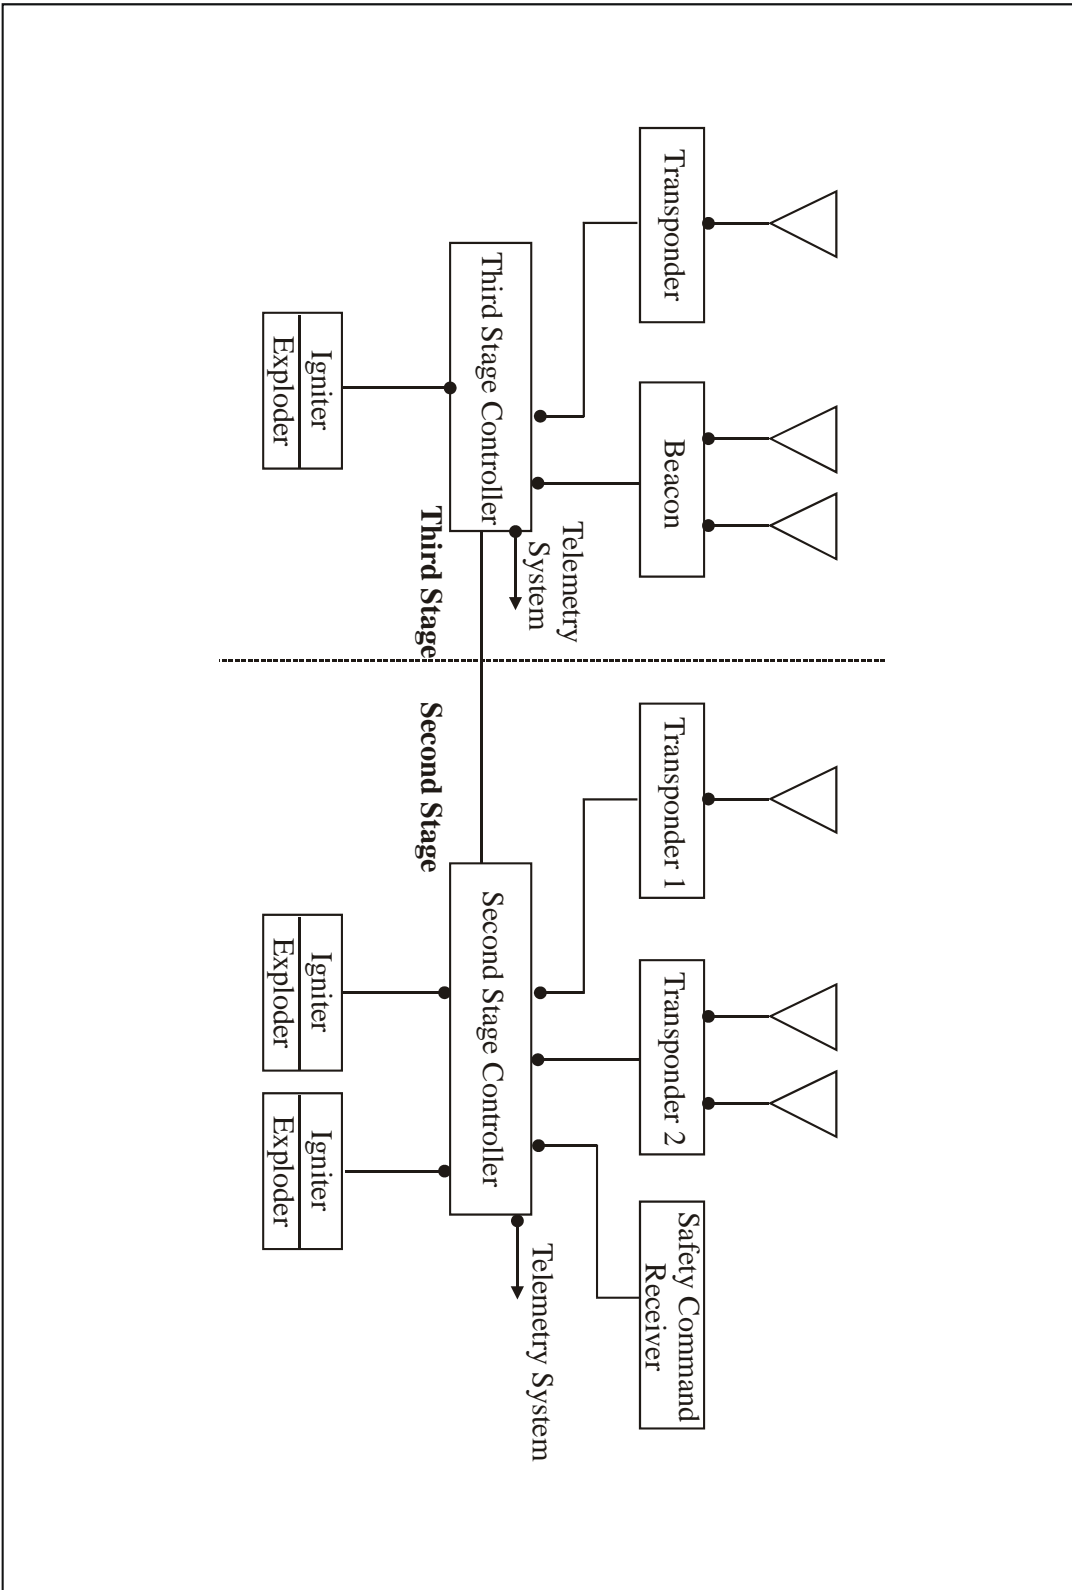 Transponder
Beacon
Transponder 1
Transponder 2
Safety Command
Receiver
Telemetry
System
Telemetry System
Third Stage Controller
Second Stage Controller
Third Stage
Second Stage
Igniter
Exploder
Igniter
Exploder
Igniter
Exploder